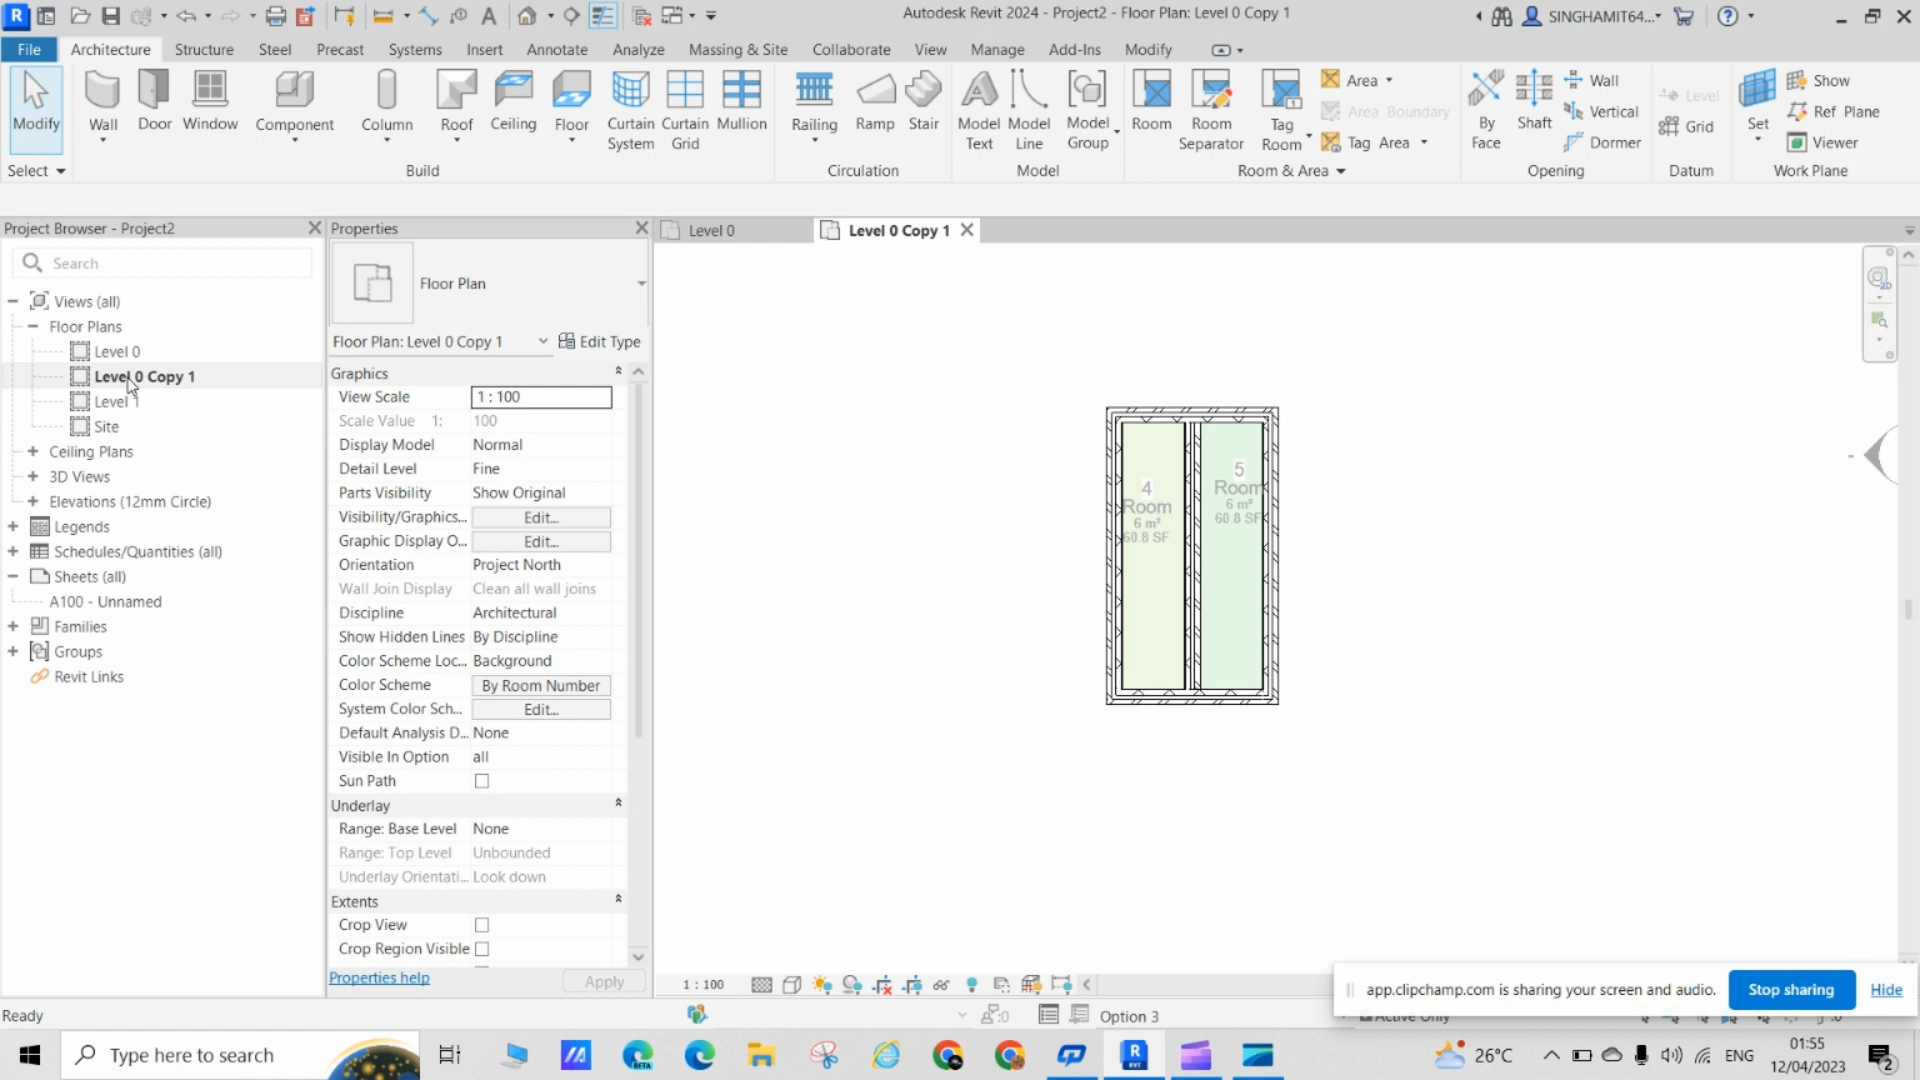 Autodesk Revit 2024 - Project2 - Floor Plan: Level 0 Copy 1
SINGHAMIT64...
File Architecture Structure Steel Precast Systems Insert Annotate Analyze Massing & Site Collaborate View Manage Add-Ins Modify
Modify Wall Door Window Component Column Roof Ceiling Floor Curtain System Curtain Grid Mullion Railing Ramp Stair Model Text Model Line Model Group Room Room Separator Tag Room
Area
Area Boundary
Tag Area
By Face Shaft
Wall
Vertical
Dormer
Level
Grid
Set
Show
Ref Plane
Viewer
Select Build Circulation Model Room & Area Opening Datum Work Plane
Project Browser - Project2
Search
Views (all)
Floor Plans
Level 0
Level 0 Copy 1
Level 1
Site
Ceiling Plans
3D Views
Elevations (12mm Circle)
Legends
Schedules/Quantities (all)
Sheets (all)
A100 - Unnamed
Families
Groups
Revit Links
Properties
Floor Plan
Floor Plan: Level 0 Copy 1 Edit Type
Graphics
View Scale 1 : 100
Scale Value 1: 100
Display Model Normal
Detail Level Fine
Parts Visibility Show Original
Visibility/Graphics... Edit...
Graphic Display O... Edit...
Orientation Project North
Wall Join Display Clean all wall joins
Discipline Architectural
Show Hidden Lines By Discipline
Color Scheme Loc... Background
Color Scheme By Room Number
System Color Sch... Edit...
Default Analysis D... None
Visible In Option all
Sun Path
Underlay
Range: Base Level None
Range: Top Level Unbounded
Underlay Orientati... Look down
Extents
Crop View
Crop Region Visible
Properties help Apply
Level 0 Level 0 Copy 1
2D
4
Room
6 m²
60.8 SF
5
Room
6 m²
60.8 SF
1 : 100
app.clipchamp.com is sharing your screen and audio. Stop sharing Hide
Ready
:0
Option 3
Active Only
:0
Type here to search
BETA
R
RVT
26°C
ENG
01:55
12/04/2023
2